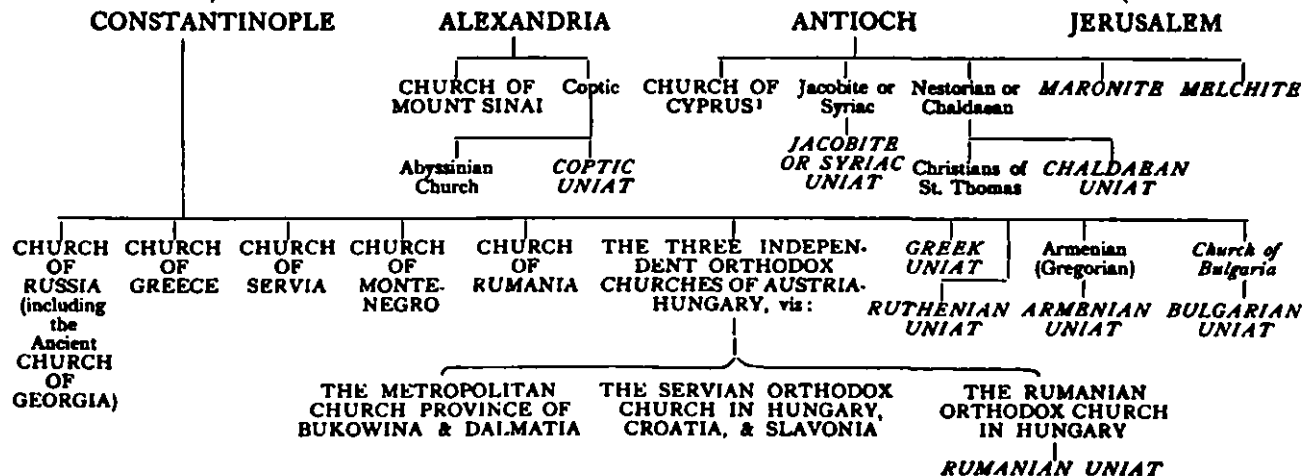 CONSTANTINOPLE ALEXANDRIA ANTIOCH JERUSALEM
CHURCH OF MOUNT SINAI
Coptic
CHURCH OF CYPRUS¹
Jacobite or Syriac
Nestorian or Chaldaean
MARONITE MELCHITE
Abyssinian Church
COPTIC UNIAT
JACOBITE OR SYRIAC UNIAT
Christians of St. Thomas
CHALDAEAN UNIAT
CHURCH OF RUSSIA (including the Ancient CHURCH OF GEORGIA)
CHURCH OF GREECE
CHURCH OF SERVIA
CHURCH OF MONTE-NEGRO
CHURCH OF RUMANIA
THE THREE INDEPEN-
DENT ORTHODOX
CHURCHES OF AUSTRIA-
HUNGARY, viz:
GREEK UNIAT
RUTHENIAN UNIAT
Armenian (Gregorian)
ARMENIAN UNIAT
Church of Bulgaria
BULGARIAN UNIAT
THE METROPOLITAN
CHURCH PROVINCE OF
BUKOWINA & DALMATIA
THE SERVIAN ORTHODOX
CHURCH IN HUNGARY,
CROATIA, & SLAVONIA
THE RUMANIAN
ORTHODOX CHURCH
IN HUNGARY
RUMANIAN UNIAT